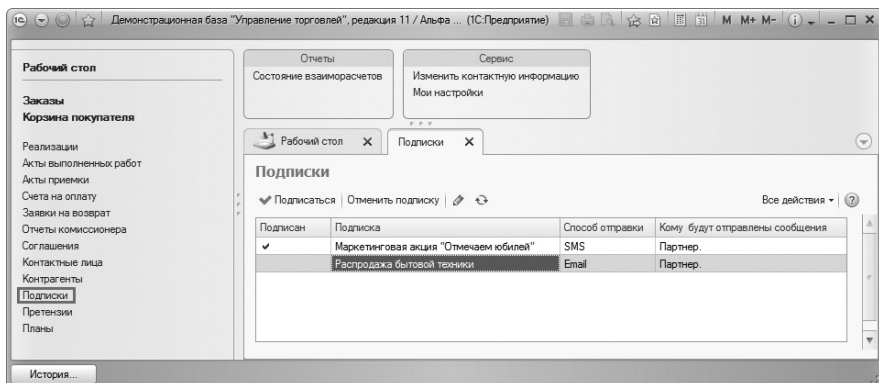 1С Демонстрационная база "Управление торговлей", редакция 11 / Альфа ... (1С:Предприятие) 31 M M+ M- i
Рабочий стол
Заказы
Корзина покупателя
Реализации
Акты выполненных работ
Акты приемки
Счета на оплату
Заявки на возврат
Отчеты комиссионера
Соглашения
Контактные лица
Контрагенты
Подписки
Претензии
Планы
Отчеты
Состояние взаиморасчетов
Сервис
Изменить контактную информацию
Мои настройки
Рабочий стол X Подписки X
Подписки
Подписаться Отменить подписку Все действия ?
Подписан Подписка Способ отправки Кому будут отправлены сообщения
Маркетинговая акция "Отмечаем юбилей" SMS Партнер.
Распродажа бытовой техники Email Партнер.
История...